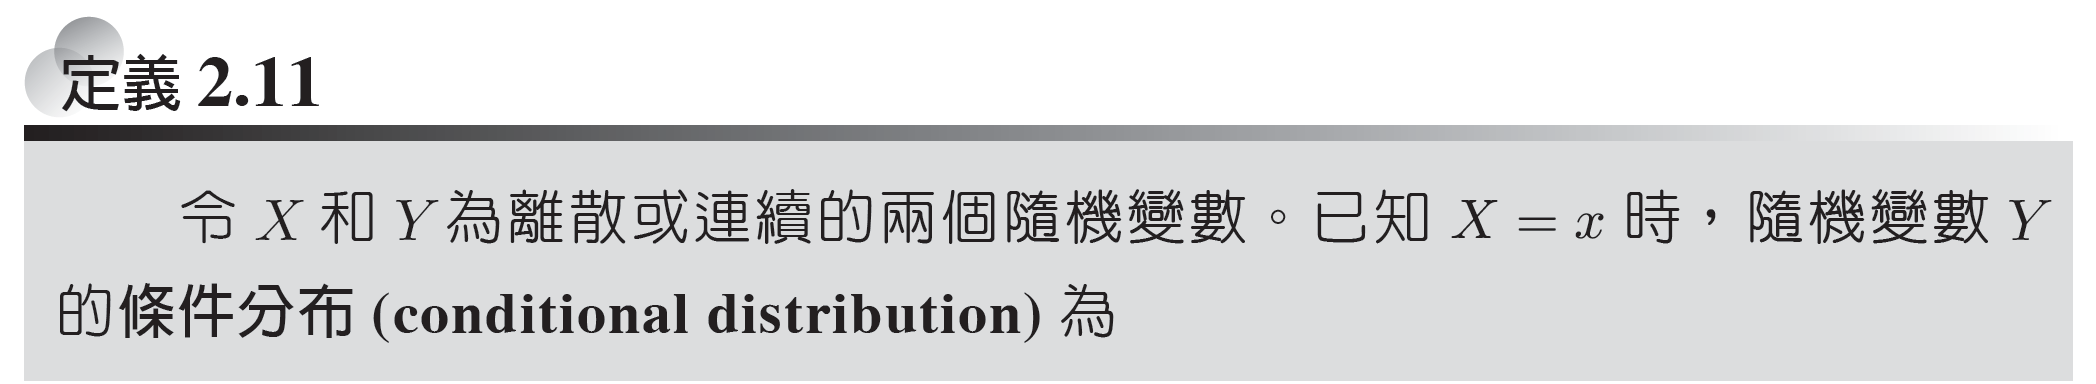 定義 2.11
令 X 和 Y 為離散或連續的兩個隨機變數。已知 X = x 時，隨機變數 Y
的條件分布 (conditional distribution) 為